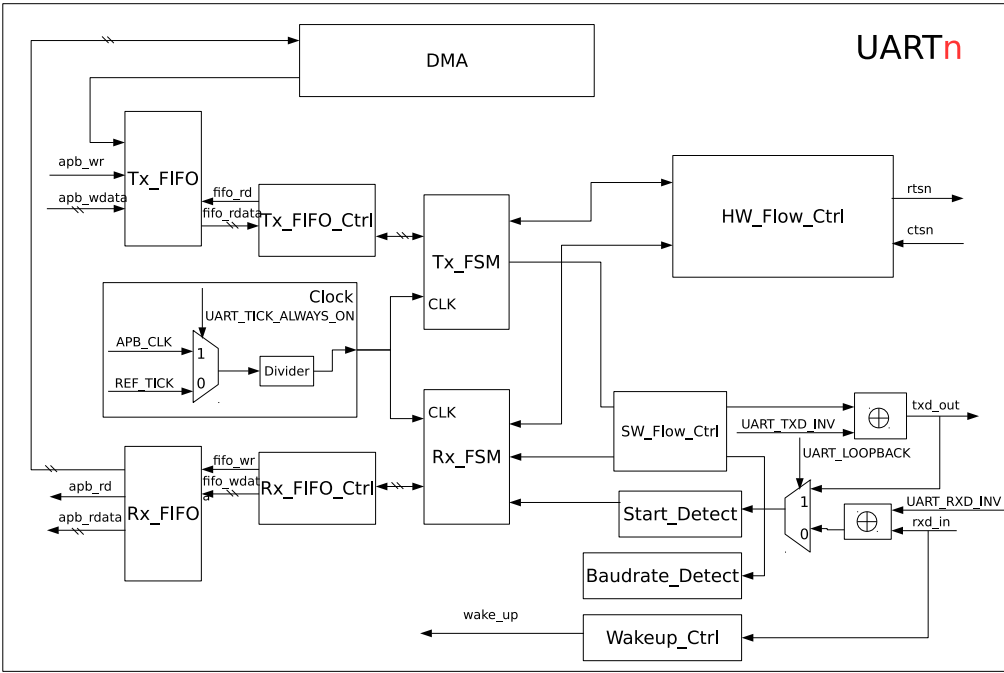 DMA
UARTn
apb_wr
Tx_FIFO
apb_wdata
fifo_rd
fifo_rdata
Tx_FIFO_Ctrl
Tx_FSM
CLK
HW_Flow_Ctrl
rtsn
ctsn
Clock
UART_TICK_ALWAYS_ON
APB_CLK
1
REF_TICK
0
Divider
CLK
Rx_FSM
SW_Flow_Ctrl
UART_TXD_INV
txd_out
UART_LOOPBACK
apb_rd
Rx_FIFO
apb_rdata
fifo_wr
fifo_wdat
a
Rx_FIFO_Ctrl
Start_Detect
1
0
UART_RXD_INV
rxd_in
Baudrate_Detect
wake_up
Wakeup_Ctrl